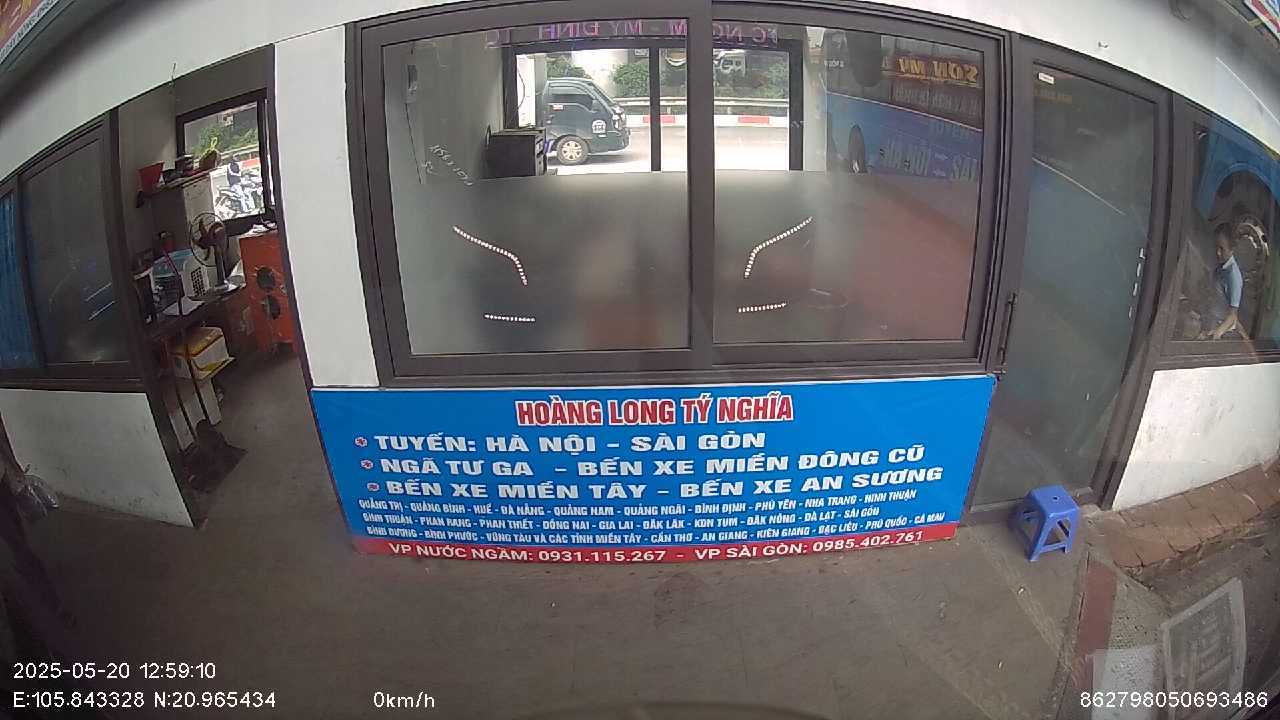 HOÀNG LONG TÝ NGHĨA
TUYẾN: HÀ NỘI - SÀI GÒN
NGÃ TƯ GA - BẾN XE MIỀN ĐÔNG CŨ
BẾN XE MIỀN TÂY - BẾN XE AN SƯƠNG
QUẢNG TRỊ - QUẢNG BÌNH - HUẾ - ĐÀ NẴNG - QUẢNG NAM - QUẢNG NGÃI - BÌNH ĐỊNH - PHÚ YÊN - NHA TRANG - NINH THUẬN
BÌNH THUẬN - PHAN RANG - PHAN THIẾT - ĐỒNG NAI - GIA LAI - ĐĂK LĂK - KON TUM - ĐĂK NÔNG - ĐÀ LẠT - SÀI GÒN
BÌNH DƯƠNG - BÌNH PHƯỚC - VŨNG TÀU VÀ CÁC TỈNH MIỀN TÂY - CẦN THƠ - AN GIANG - KIÊN GIANG - BẠC LIÊU - PHÚ QUỐC - CÀ MAU
VP NƯỚC NGẦM: 0931.115.267 - VP SÀI GÒN: 0985.402.761
2025-05-20 12:59:10
E:105.843328 N:20.965434
0km/h
862798050693486